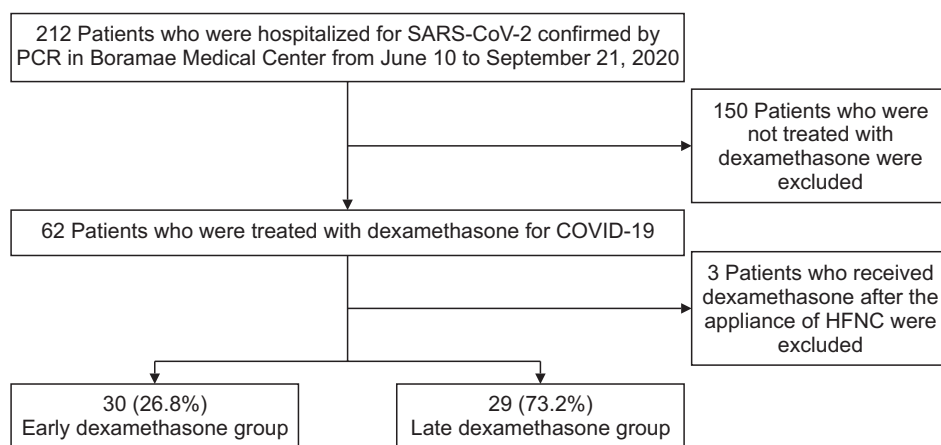 212 Patients who were hospitalized for SARS-CoV-2 confirmed by
PCR in Boramae Medical Center from June 10 to September 21, 2020
150 Patients who were
not treated with
dexamethasone were
excluded
62 Patients who were treated with dexamethasone for COVID-19
3 Patients who received
dexamethasone after the
appliance of HFNC were
excluded
30 (26.8%)
Early dexamethasone group
29 (73.2%)
Late dexamethasone group